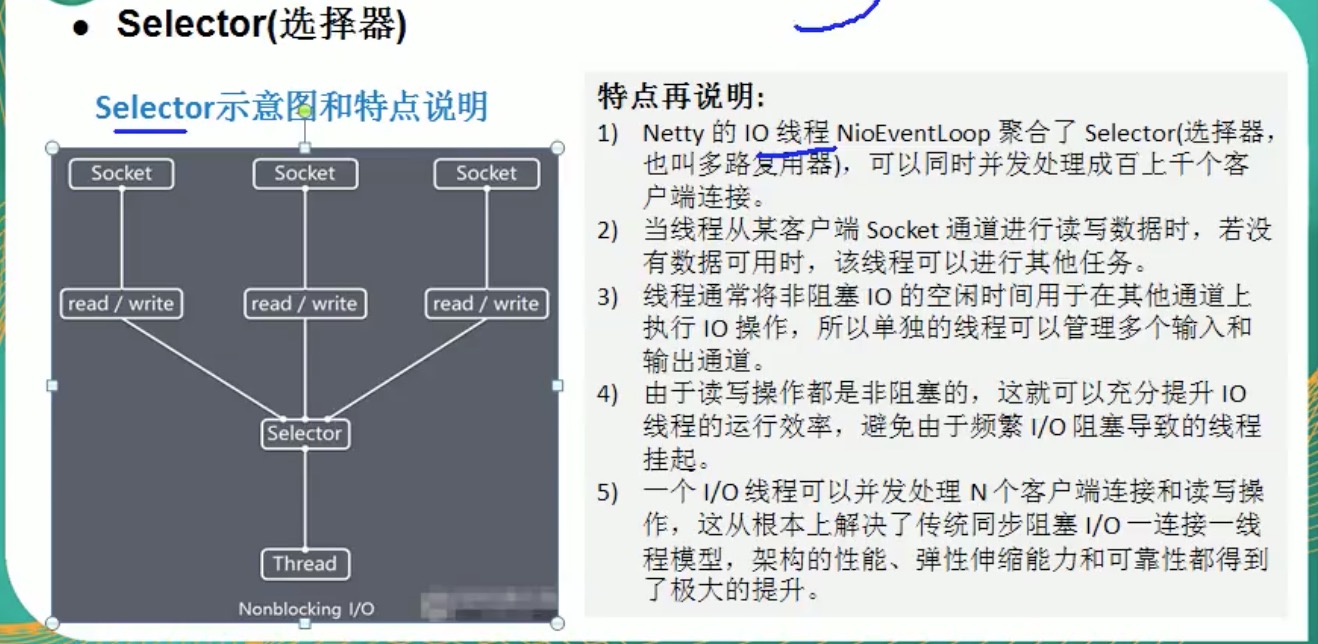 ● Selector(选择器)
Selector示意图和特点说明
Socket
Socket
Socket
read / write
read / write
read / write
Selector
Thread
Nonblocking I/O
特点再说明:
1) Netty 的 IO 线程 NioEventLoop 聚合了 Selector(选择器，
也叫多路复用器)，可以同时并发处理成百上千个客
户端连接。
2) 当线程从某客户端 Socket 通道进行读写数据时，若没
有数据可用时，该线程可以进行其他任务。
3) 线程通常将非阻塞 IO 的空闲时间用于在其他通道上
执行 IO 操作，所以单独的线程可以管理多个输入和
输出通道。
4) 由于读写操作都是非阻塞的，这就可以充分提升 IO
线程的运行效率，避免由于频繁 I/O 阻塞导致的线程
挂起。
5) 一个 I/O 线程可以并发处理 N 个客户端连接和读写操
作，这从根本上解决了传统同步阻塞 I/O 一连接一线
程模型，架构的性能、弹性伸缩能力和可靠性都得到
了极大的提升。